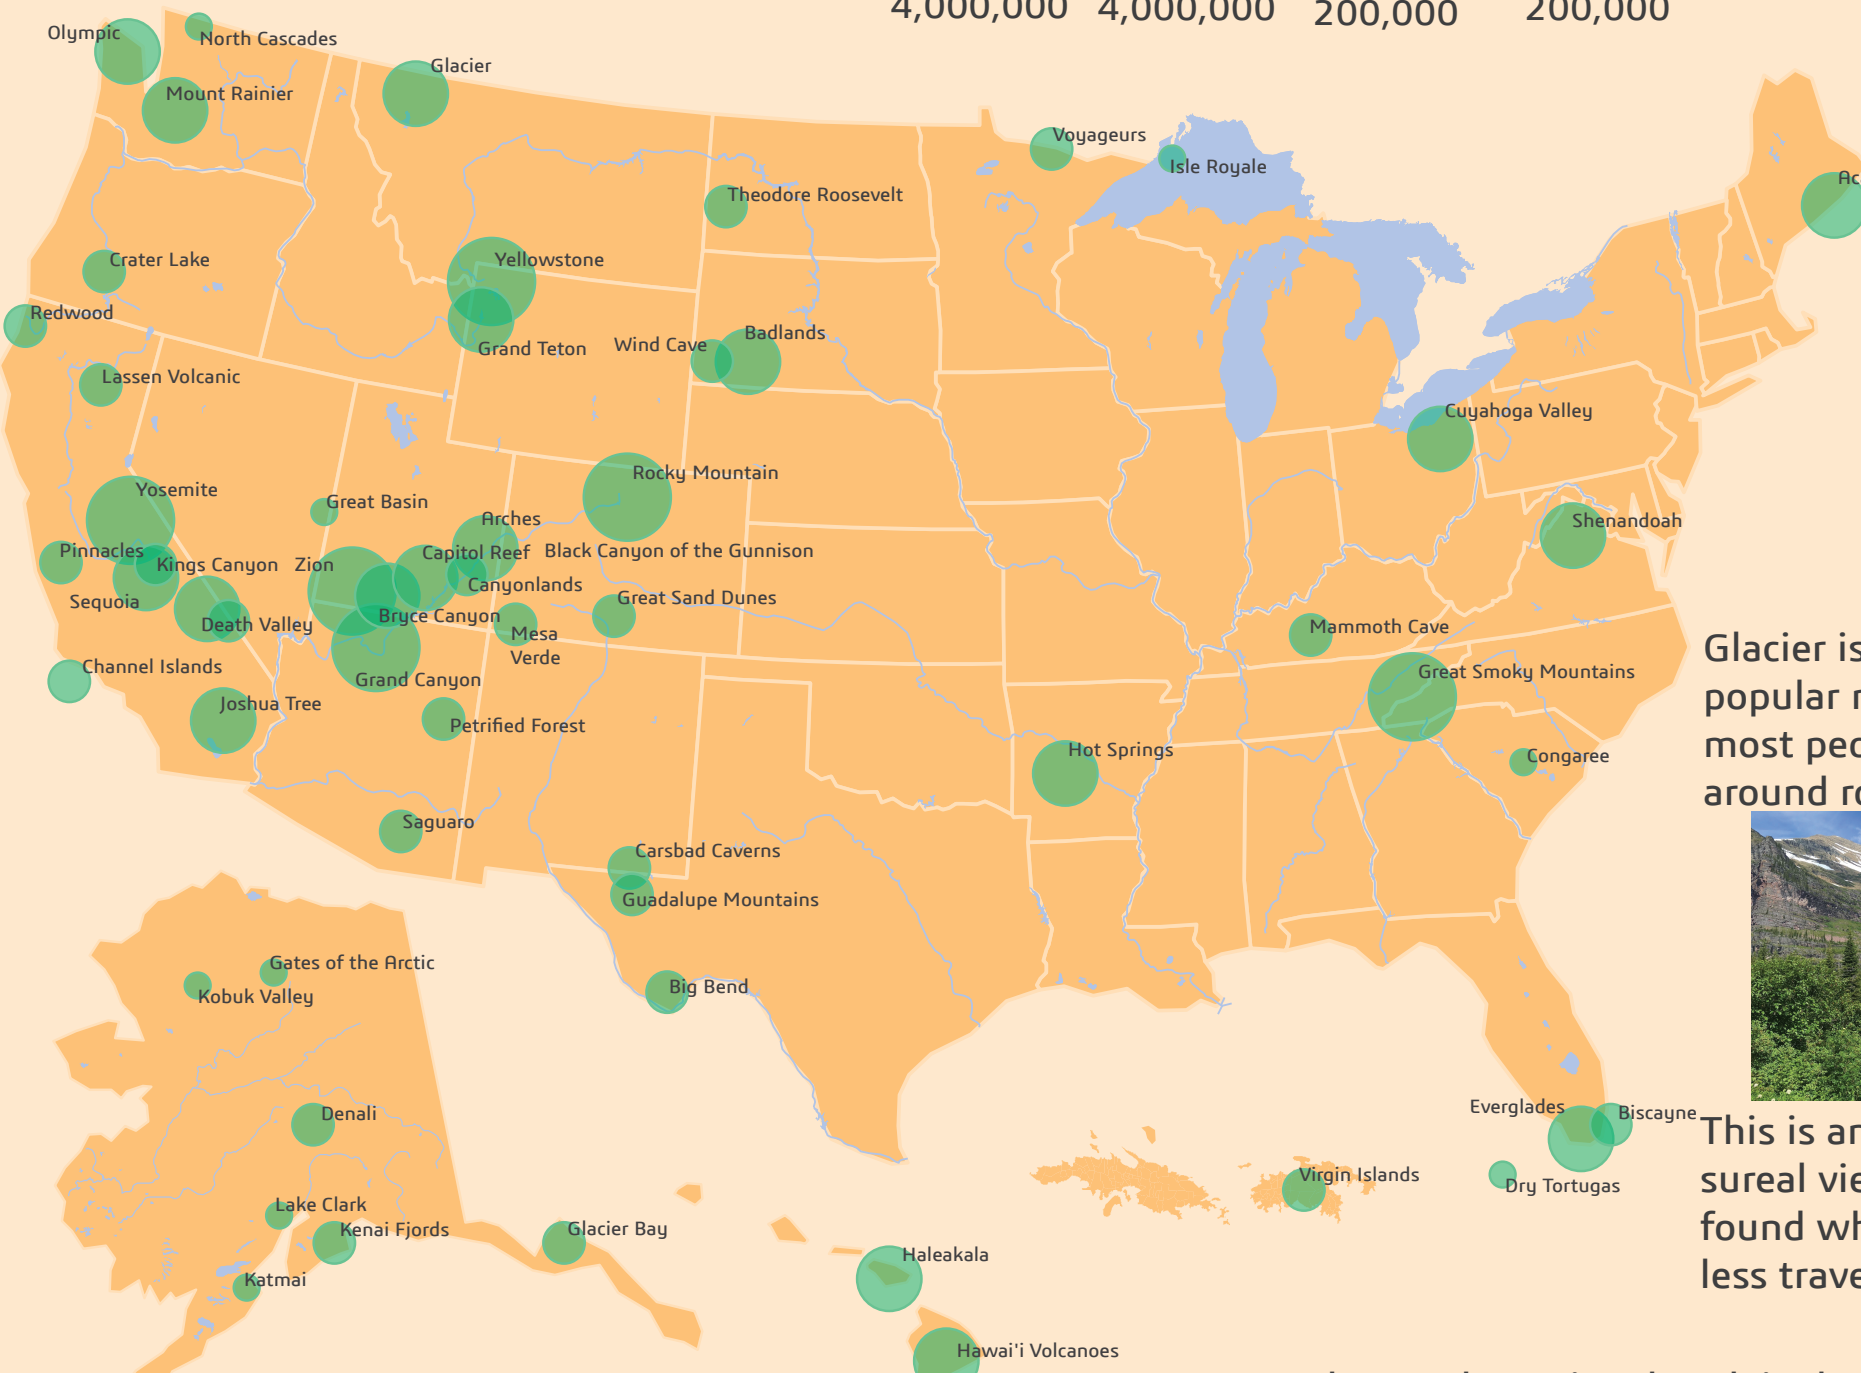 4,000,000 4,000,000 200,000 200,000
Olympic
North Cascades
Glacier
Mount Rainier
Voyageurs
Isle Royale
Ac
Theodore Roosevelt
Crater Lake
Yellowstone
Redwood
Grand Teton
Wind Cave
Badlands
Lassen Volcanic
Cuyahoga Valley
Rocky Mountain
Yosemite
Great Basin
Arches
Shenandoah
Pinnacles
Kings Canyon
Zion
Capitol Reef
Black Canyon of the Gunnison
Canyonlands
Sequoia
Great Sand Dunes
Death Valley
Bryce Canyon
Mesa
Verde
Mammoth Cave
Channel Islands
Grand Canyon
Great Smoky Mountains
Joshua Tree
Petrified Forest
Hot Springs
Congaree
Saguaro
Carsbad Caverns
Guadalupe Mountains
Gates of the Arctic
Kobuk Valley
Big Bend
Denali
Everglades
Biscayne
Virgin Islands
Dry Tortugas
Lake Clark
Kenai Fjords
Glacier Bay
Katmai
Haleakala
Hawai'i Volcanoes
Glacier is
popular
most
around
This is
sureal
found
less